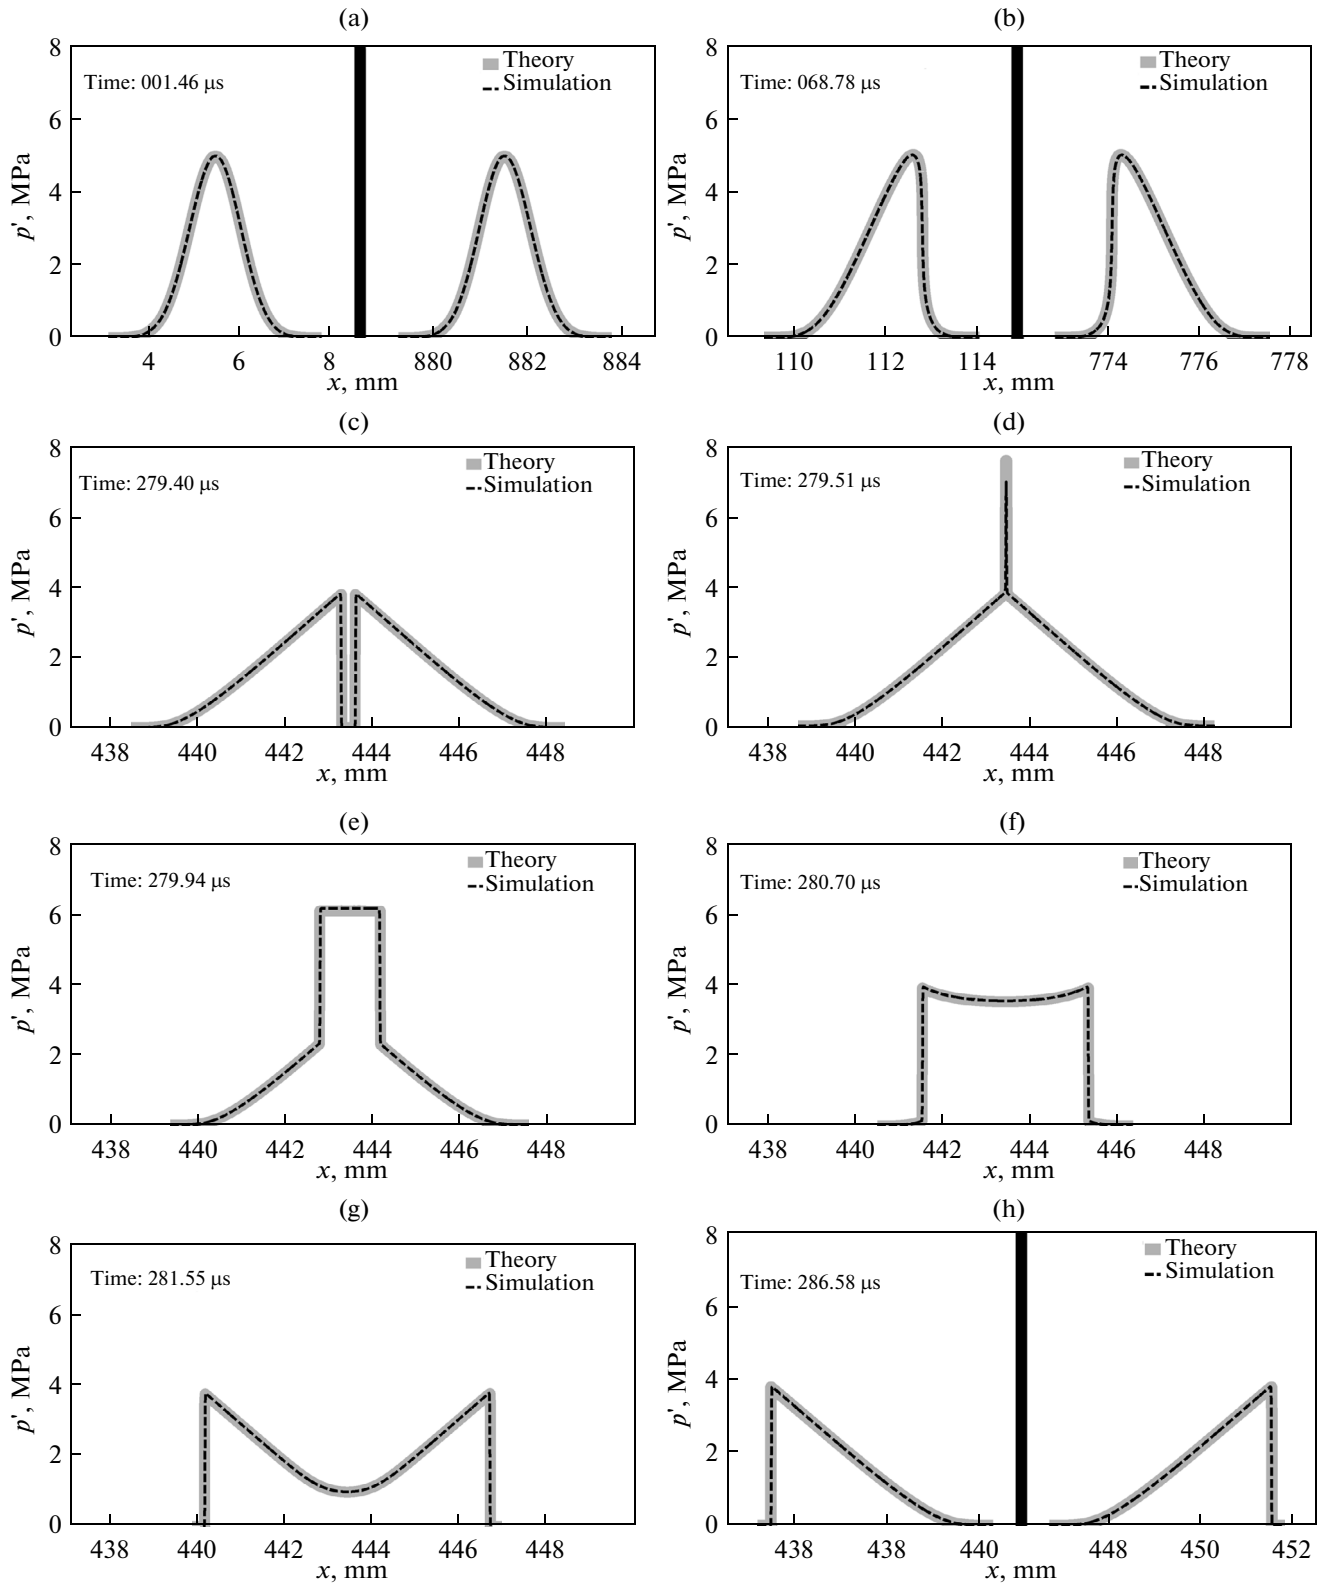 (a)
8
6
4
2
0
p', MPa
Time: 001.46 μs
Theory
Simulation
4 6 8 880 882 884
x, mm
(b)
8
6
4
2
0
p', MPa
Time: 068.78 μs
Theory
Simulation
110 112 114 774 776 778
x, mm
(c)
8
6
4
2
0
p', MPa
Time: 279.40 μs
Theory
Simulation
438 440 442 444 446 448
x, mm
(d)
8
6
4
2
0
p', MPa
Time: 279.51 μs
Theory
Simulation
438 440 442 444 446 448
x, mm
(e)
8
6
4
2
0
p', MPa
Time: 279.94 μs
Theory
Simulation
438 440 442 444 446 448
x, mm
(f)
8
6
4
2
0
p', MPa
Time: 280.70 μs
Theory
Simulation
438 440 442 444 446 448
x, mm
(g)
8
6
4
2
0
p', MPa
Time: 281.55 μs
Theory
Simulation
438 440 442 444 446 448
x, mm
(h)
8
6
4
2
0
p', MPa
Time: 286.58 μs
Theory
Simulation
438 438 440 448 450 452
x, mm